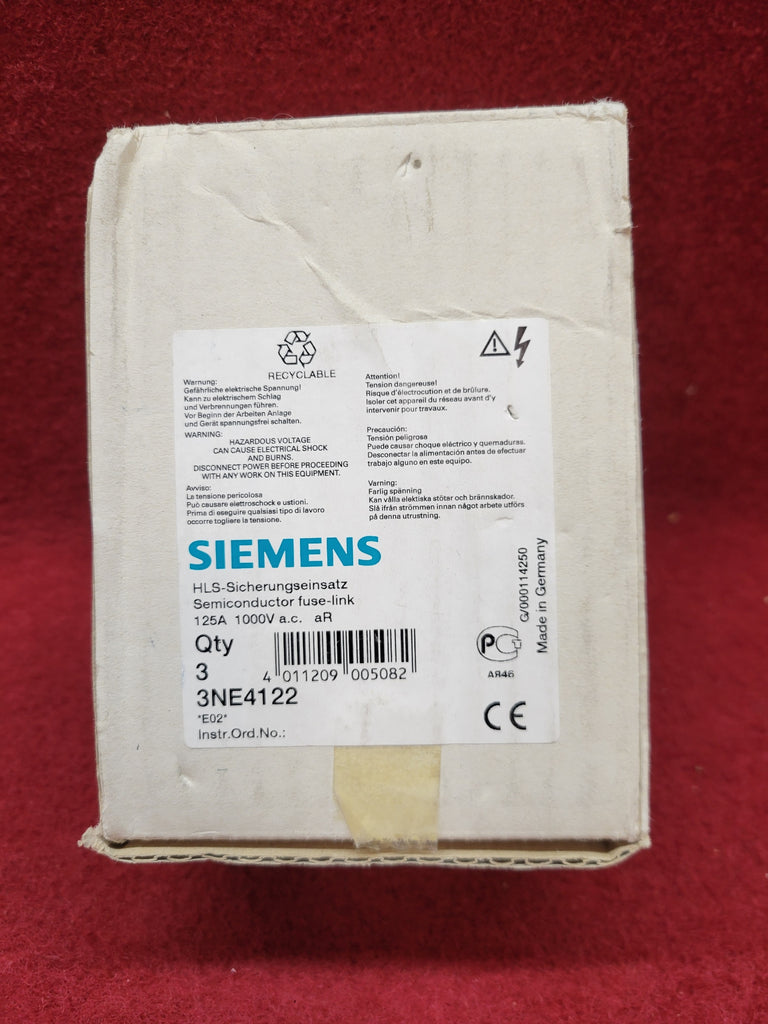 RECYCLABLE
Warnung:
Gefährliche elektrische Spannung!
Kann zu elektrischem Schlag
und Verbrennungen führen.
Vor Beginn der Arbeiten Anlage
und Gerät spannungsfrei schalten.
WARNING:
HAZARDOUS VOLTAGE
CAN CAUSE ELECTRICAL SHOCK
AND BURNS.
DISCONNECT POWER BEFORE PROCEEDING
WITH ANY WORK ON THIS EQUIPMENT.
Avviso:
La tensione pericolosa
Può causare elettroschock e ustioni.
Prima di eseguire qualsiasi tipo di lavoro
occorre togliere la tensione.
Attention!
Tension dangereuse!
Risque d'électrocution et de brûlure.
Isoler cet appareil du réseau avant d'y
intervenir pour travaux.
Precaución:
Tensión peligrosa
Puede causar choque eléctrico y quemaduras.
Desconectar la alimentación antes de efectuar
trabajo alguno en este equipo.
Varning:
Farlig spänning
Kan vålla elektiska stötar och brännskador.
Slå ifrån strömmen innan något arbete utförs
på denna utrustning.
SIEMENS
HLS-Sicherungseinsatz
Semiconductor fuse-link
125A 1000V a.c. aR
Qty
3
4 011209 005082
3NE4122
*E02*
Instr.Ord.No.:
G/000114250
Made in Germany
PC
АЯ46
CE